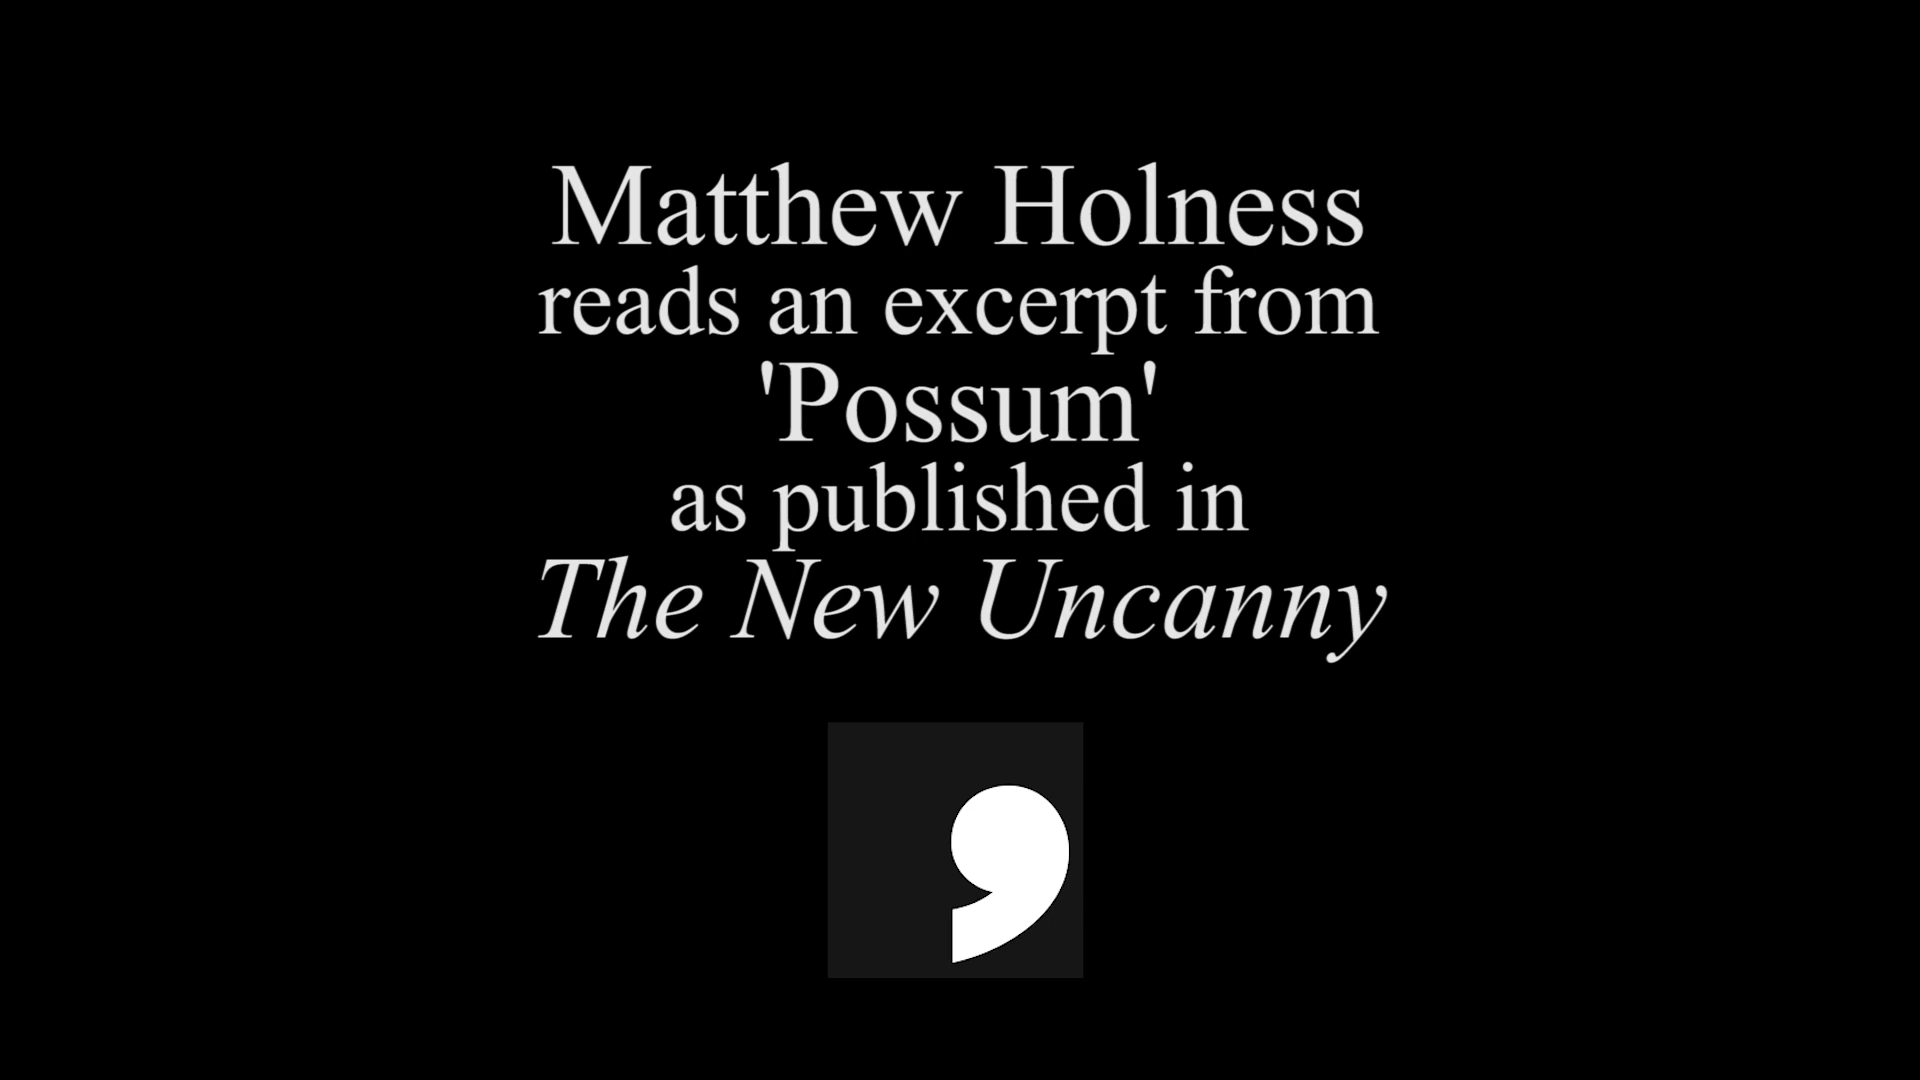 Matthew Holness
reads an excerpt from
'Possum'
as published in
The New Uncanny